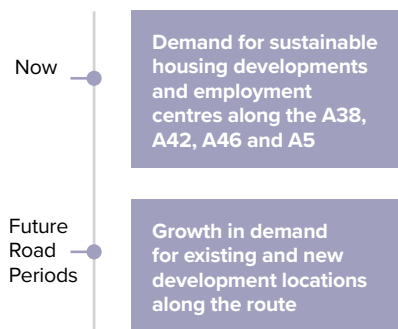 Now
Demand for sustainable
housing developments
and employment
centres along the A38,
A42, A46 and A5
Future
Road
Periods
Growth in demand
for existing and new
development locations
along the route